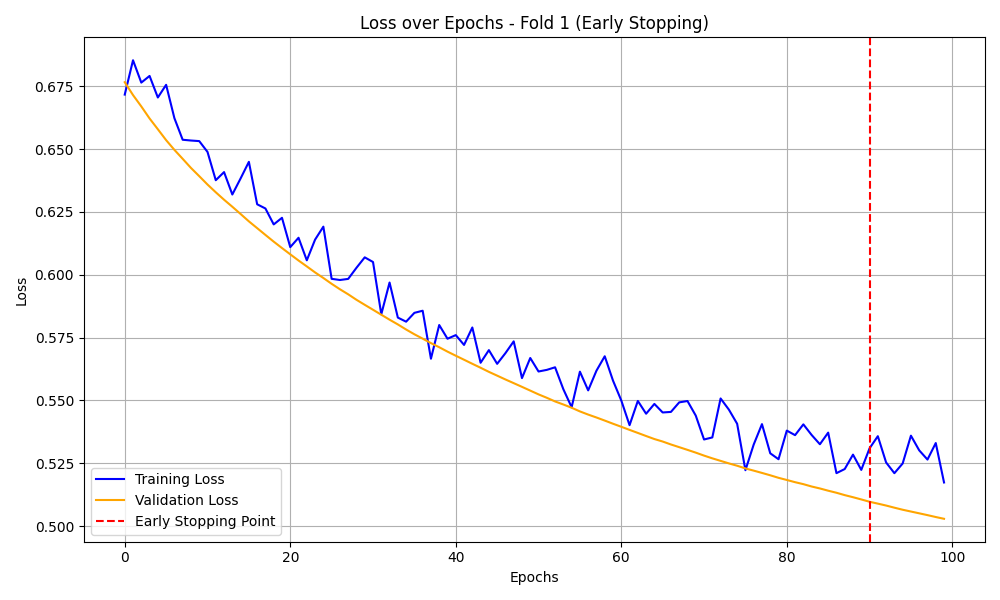 Loss over Epochs - Fold 1 (Early Stopping)
Loss
0.675
0.650
0.625
0.600
0.575
0.550
0.525
0.500
Training Loss
Validation Loss
Early Stopping Point
0 20 40 60 80 100
Epochs